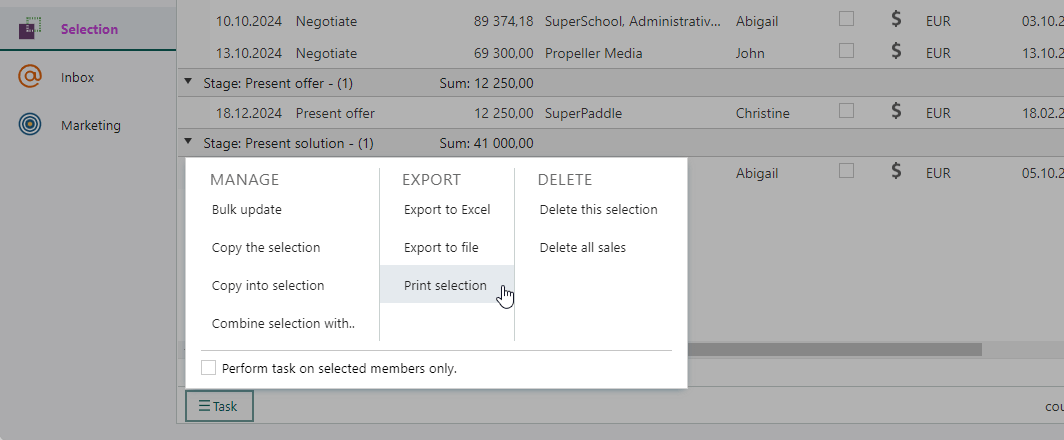 Selection
Inbox
Marketing
10.10.2024 Negotiate 89 374,18 SuperSchool, Administrativ... Abigail $ EUR 03.10.2
13.10.2024 Negotiate 69 300,00 Propeller Media John $ EUR 13.10.2
Stage: Present offer - (1) Sum: 12 250,00
18.12.2024 Present offer 12 250,00 SuperPaddle Christine $ EUR 18.02.2
Stage: Present solution - (1) Sum: 41 000,00
Abigail $ EUR 05.10.2
MANAGE
Bulk update
Copy the selection
Copy into selection
Combine selection with..
EXPORT
Export to Excel
Export to file
Print selection
DELETE
Delete this selection
Delete all sales
Perform task on selected members only.
Task
cou